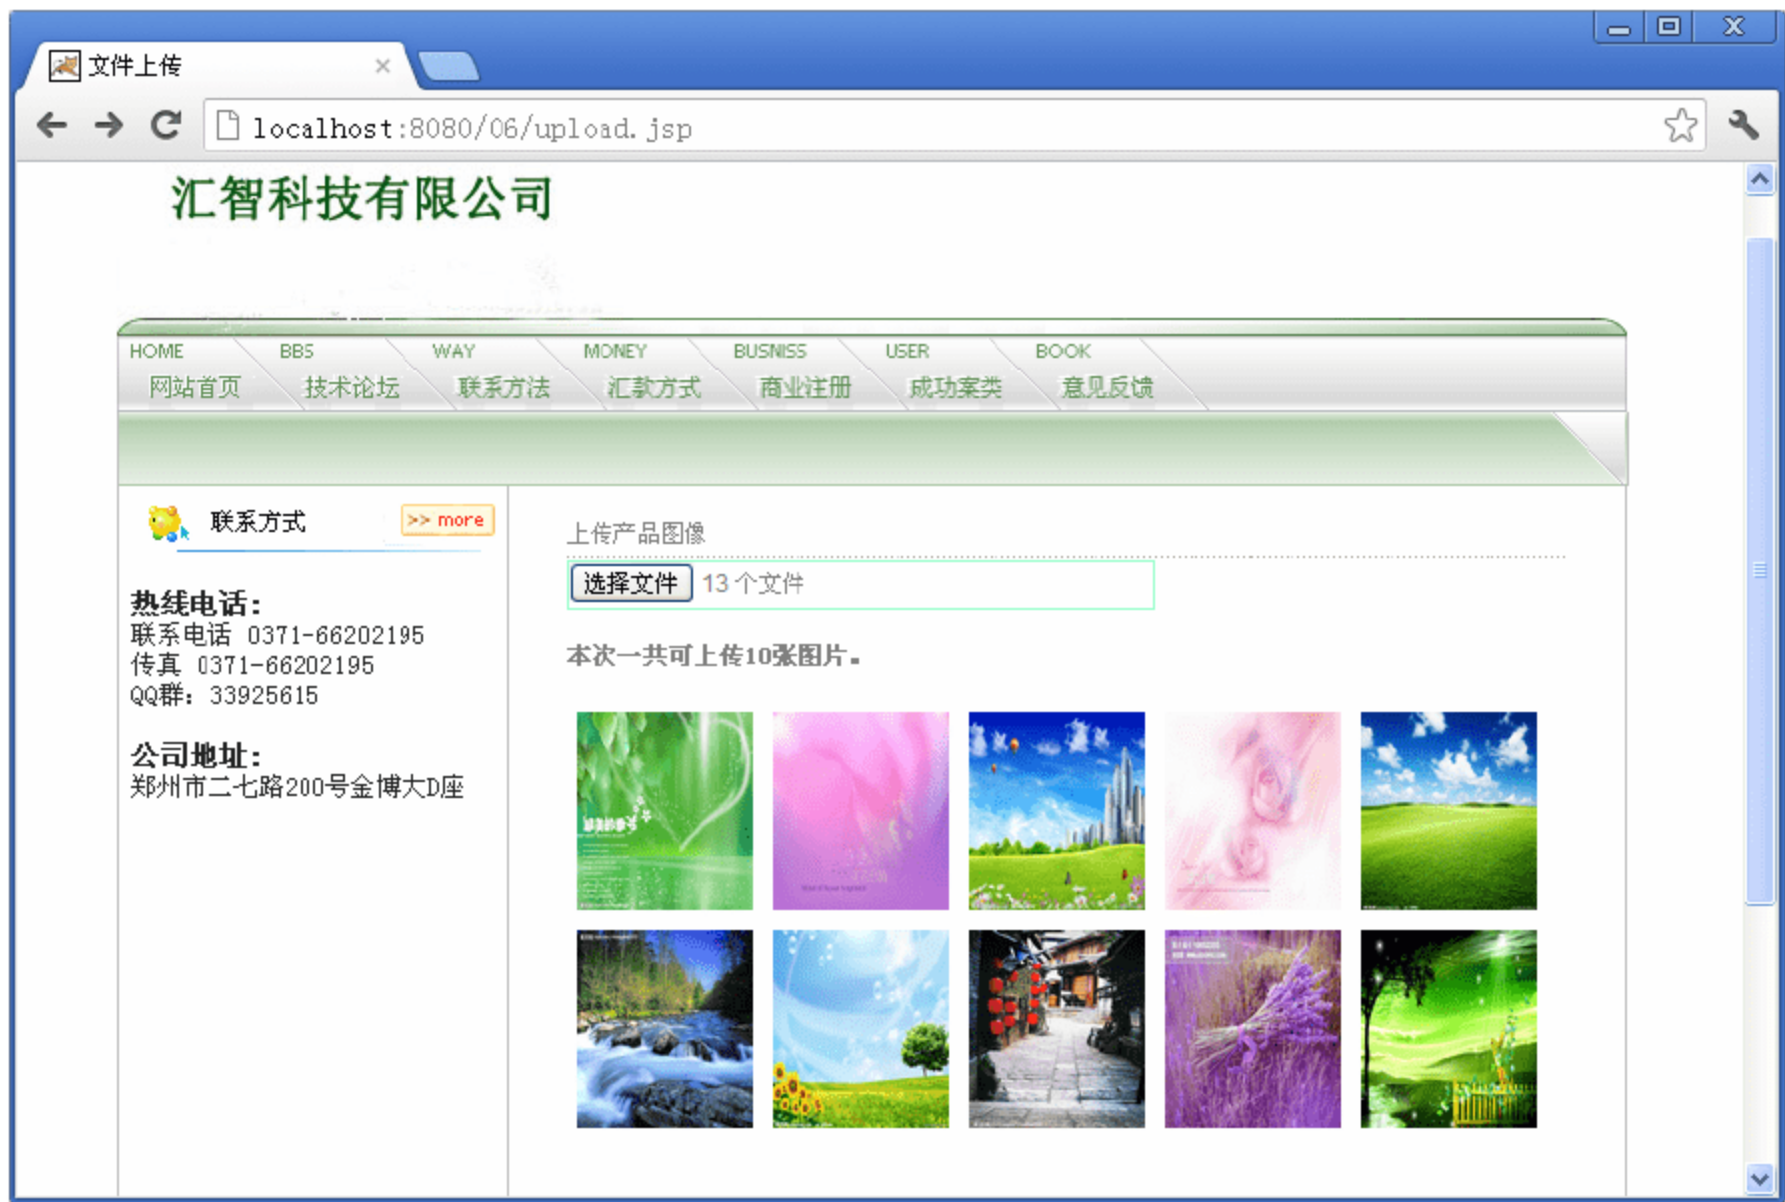 文件上传
localhost:8080/06/upload.jsp
汇智科技有限公司
HOME BBS WAY MONEY BUSNISS USER BOOK
网站首页 技术论坛 联系方法 汇款方式 商业注册 成功案类 意见反馈
联系方式 >> more
热线电话:
联系电话 0371-66202195
传真 0371-66202195
QQ群: 33925615
公司地址:
郑州市二七路200号金博大D座
上传产品图像
选择文件 13 个文件
本次一共可上传10张图片。